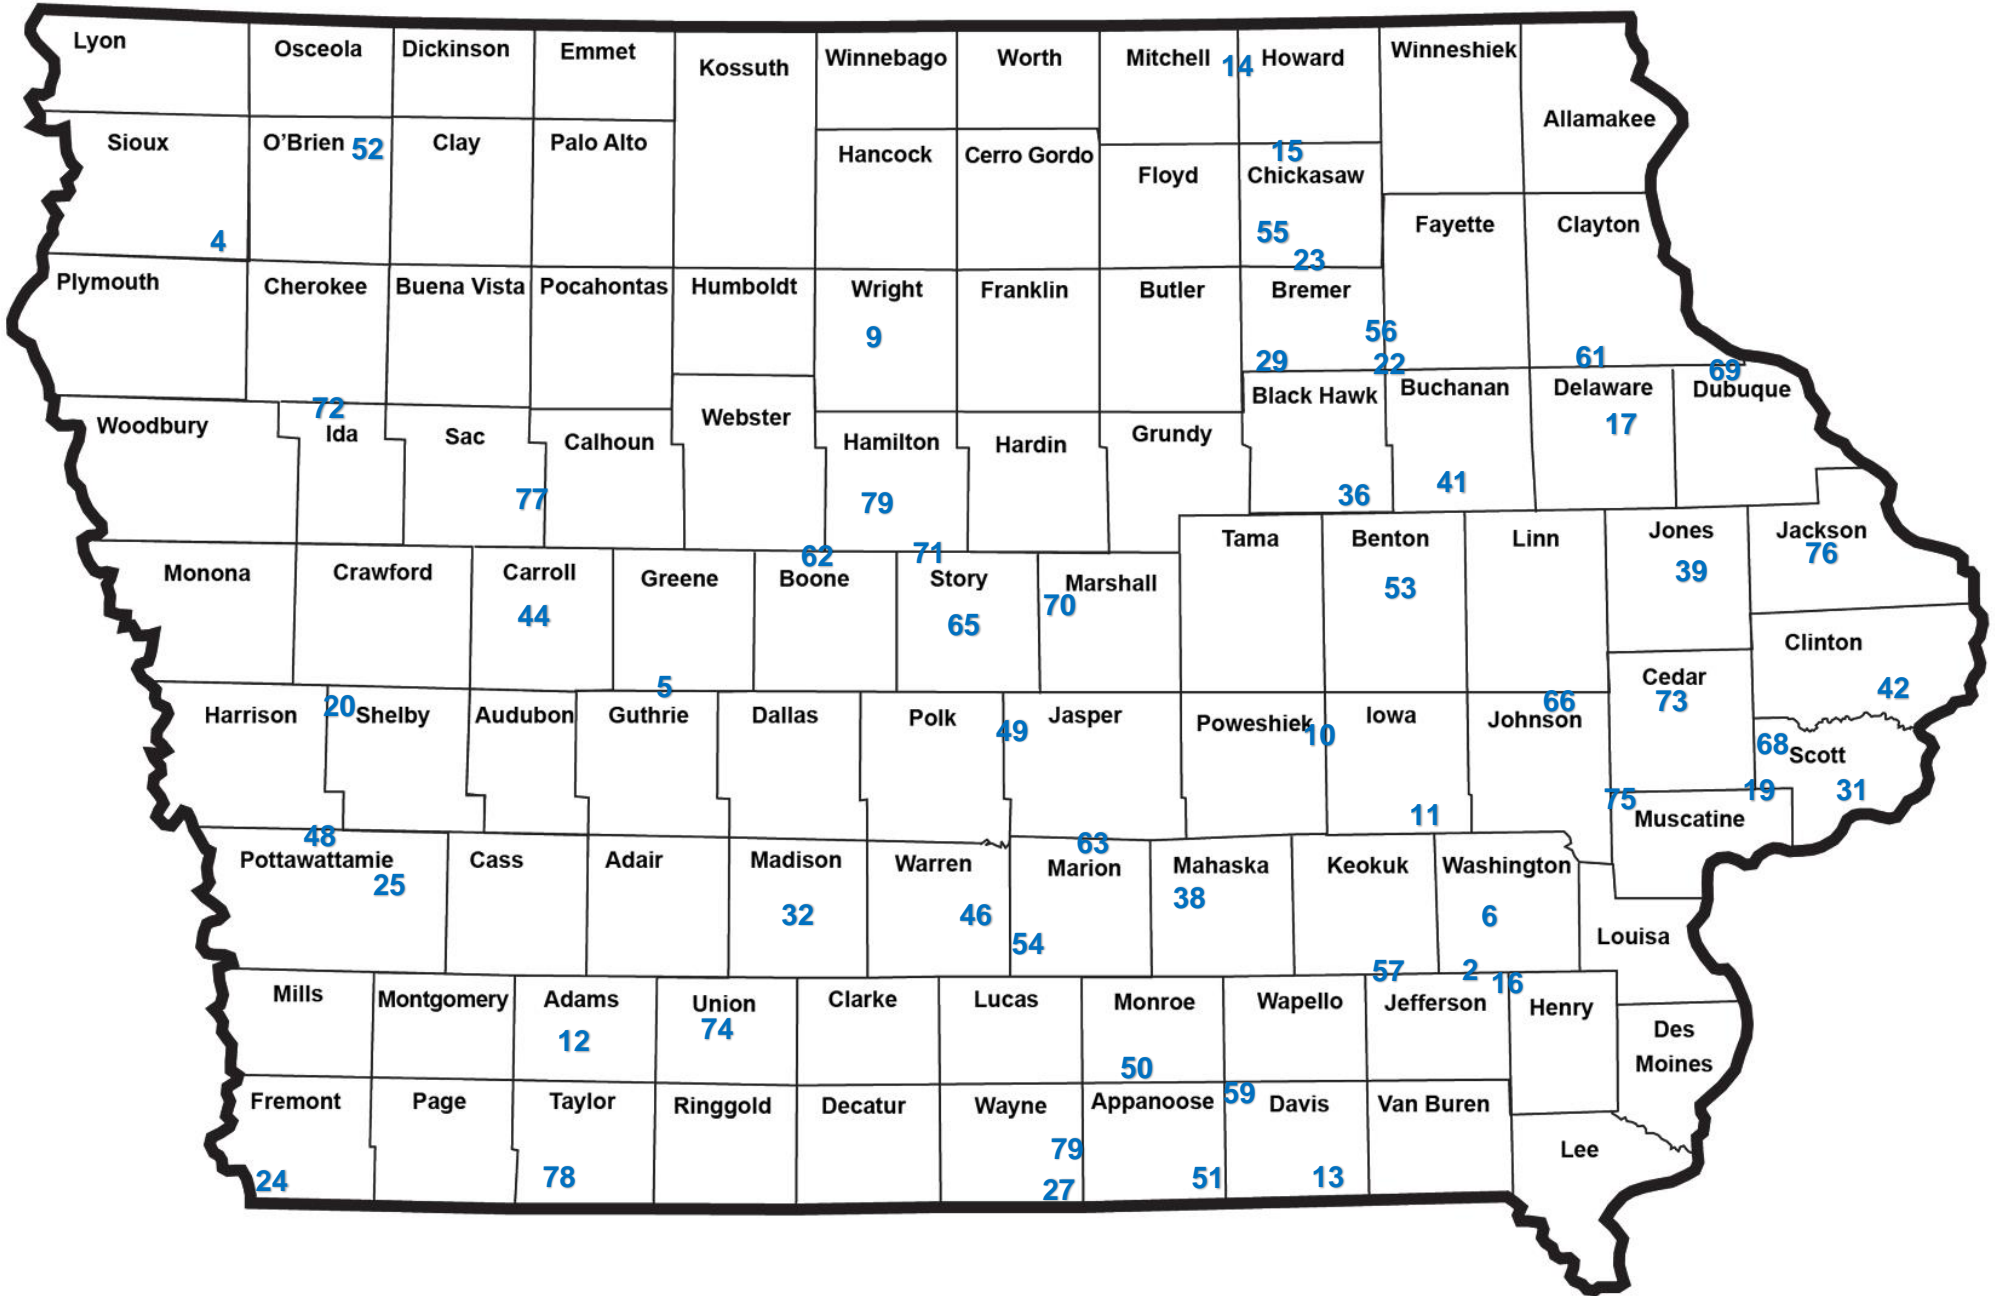 Lyon
Osceola
Dickinson
Emmet
Kossuth
Winnebago
Worth
Mitchell
14
Howard
Winneshiek
Allamakee
Sioux
4
O'Brien
52
Clay
Palo Alto
Hancock
Cerro Gordo
Floyd
15
Chickasaw
55
23
Fayette
Clayton
61
Plymouth
Cherokee
Buena Vista
Pocahontas
Humboldt
Wright
9
Franklin
Butler
Bremer
56
29
22
Woodbury
72
Ida
Sac
77
Calhoun
Webster
Hamilton
79
Hardin
Grundy
Black Hawk
36
Buchanan
41
Delaware
17
69
Dubuque
Monona
Crawford
Carroll
44
Greene
5
62
Boone
71
Story
65
70
Marshall
Tama
Benton
53
Linn
Jones
39
Jackson
76
Clinton
42
Harrison
20
Shelby
Audubon
Guthrie
Dallas
Polk
49
Jasper
Poweshiek
10
Iowa
11
66
Johnson
Cedar
73
68
Scott
19
31
75
Muscatine
48
Pottawattamie
25
Cass
Adair
Madison
32
Warren
46
63
Marion
54
Mahaska
38
Keokuk
57
Washington
6
2
16
Louisa
Mills
Montgomery
Adams
12
Union
74
Clarke
Lucas
Monroe
50
Wapello
Jefferson
Henry
Des
Moines
Fremont
24
Page
Taylor
78
Ringgold
Decatur
Wayne
79
27
Appanoose
51
59
Davis
13
Van Buren
Lee